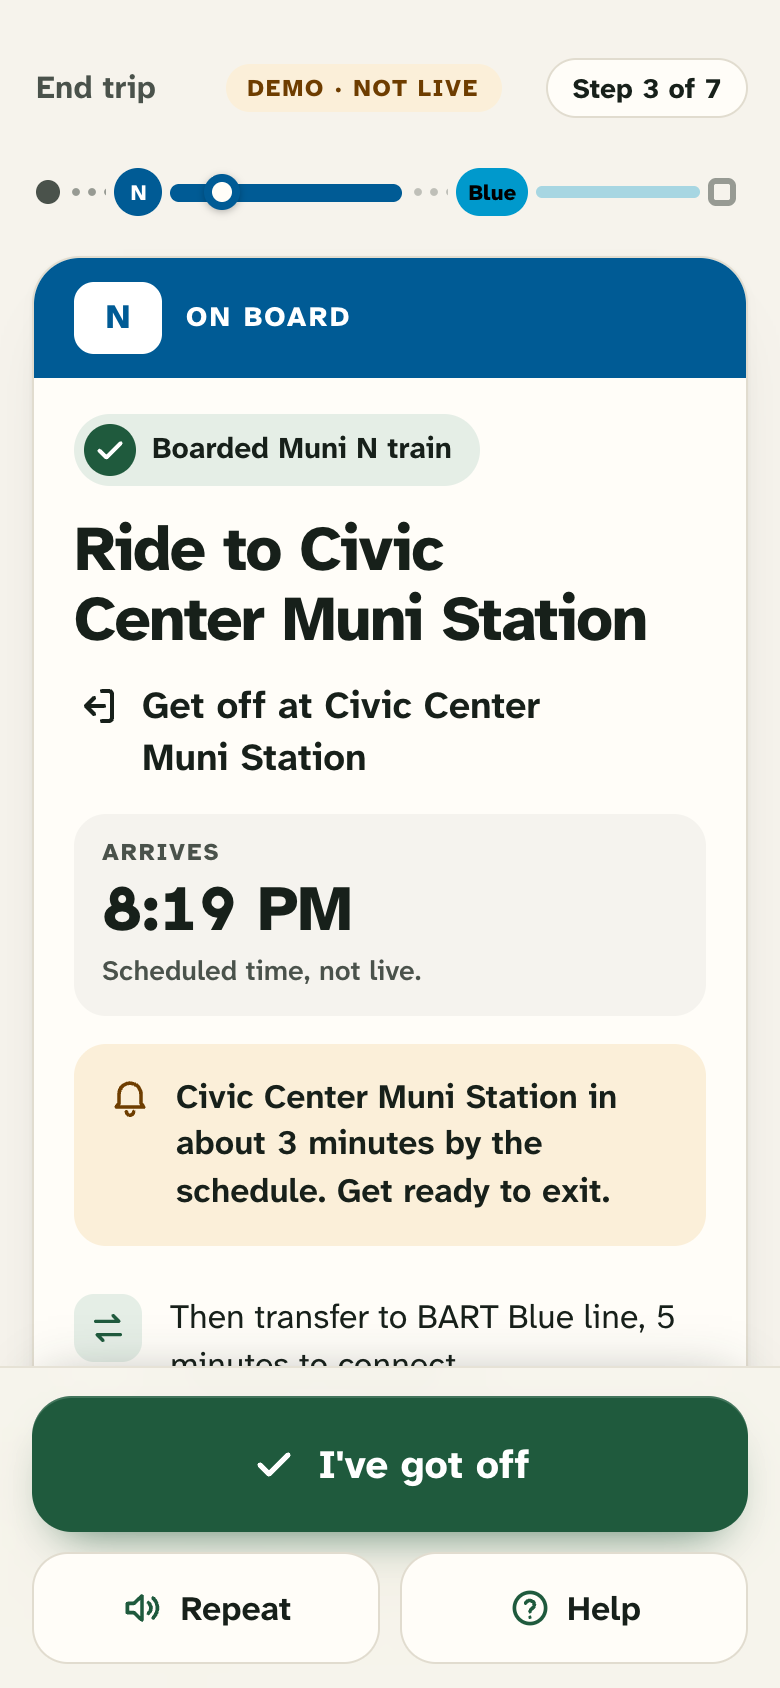 End trip
DEMO · NOT LIVE
Step 3 of 7
N
Blue
N
ON BOARD
Boarded Muni N train
Ride to Civic
Center Muni Station
Get off at Civic Center
Muni Station
ARRIVES
8:19 PM
Scheduled time, not live.
Civic Center Muni Station in
about 3 minutes by the
schedule. Get ready to exit.
Then transfer to BART Blue line, 5
minutes to connect
I've got off
Repeat
Help